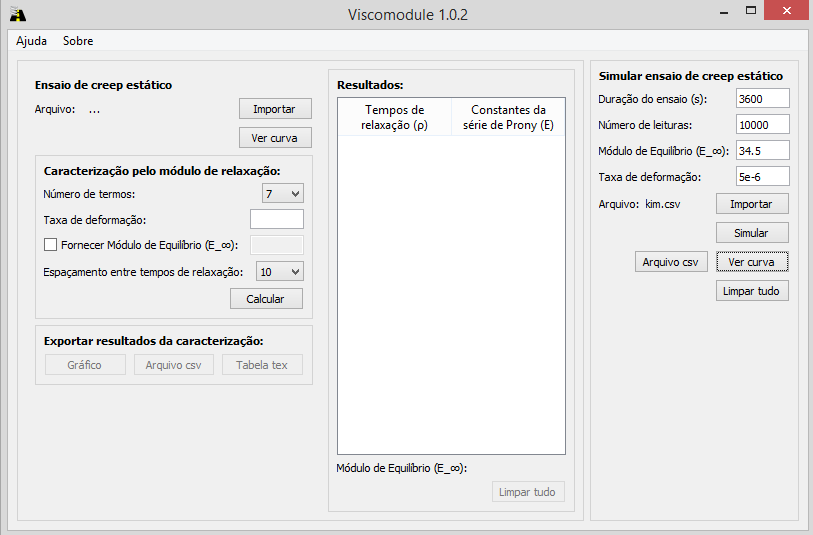 Viscomodule 1.0.2
Ajuda Sobre
Ensaio de creep estático
Arquivo: ... Importar
Ver curva
Caracterização pelo módulo de relaxação:
Número de termos: 7
Taxa de deformação:
Fornecer Módulo de Equilíbrio (E_∞):
Espaçamento entre tempos de relaxação: 10
Calcular
Exportar resultados da caracterização:
Gráfico Arquivo csv Tabela tex
Resultados:
Tempos de Constantes da
relaxação (ρ) série de Prony (E)
Módulo de Equilíbrio (E_∞):
Limpar tudo
Simular ensaio de creep estático
Duração do ensaio (s): 3600
Número de leituras: 10000
Módulo de Equilíbrio (E_∞): 34.5
Taxa de deformação: 5e-6
Arquivo: kim.csv Importar
Simular
Arquivo csv Ver curva
Limpar tudo